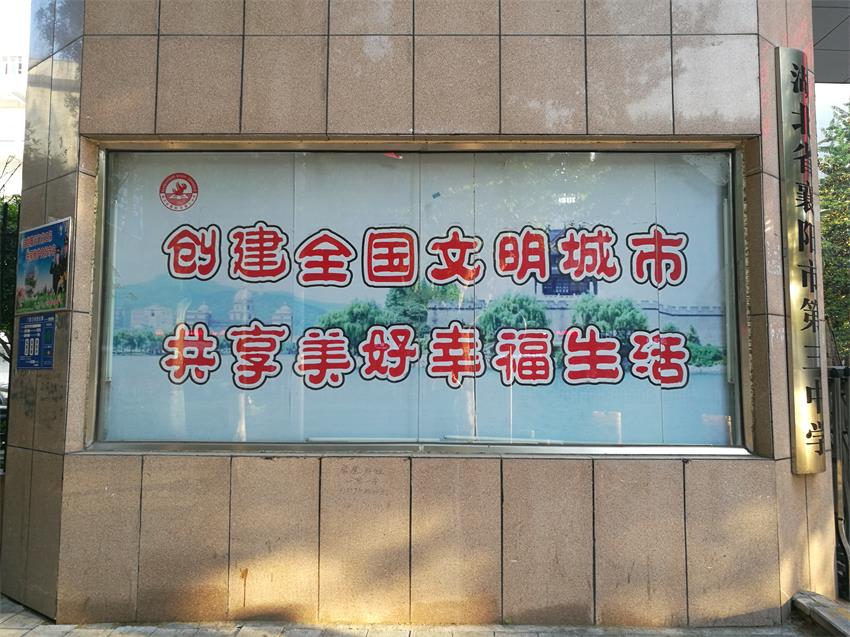 创建全国文明城市
共享美好幸福生活
湖北省襄阳市第三中学